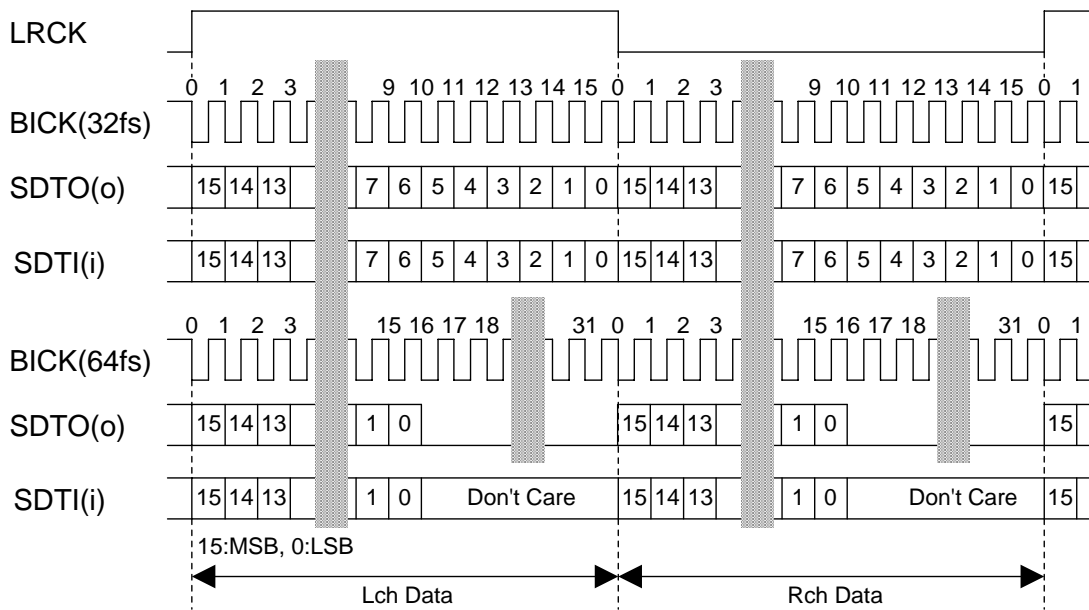 LRCK
0 1 2 3 9 10 11 12 13 14 15 0 1 2 3 9 10 11 12 13 14 15 0 1
BICK(32fs)
SDTO(o) 15 14 13 7 6 5 4 3 2 1 0 15 14 13 7 6 5 4 3 2 1 0 15
SDTI(i) 15 14 13 7 6 5 4 3 2 1 0 15 14 13 7 6 5 4 3 2 1 0 15
0 1 2 3 15 16 17 18 31 0 1 2 3 15 16 17 18 31 0 1
BICK(64fs)
SDTO(o) 15 14 13 1 0 15 14 13 1 0 15
SDTI(i) 15 14 13 1 0 Don't Care 15 14 13 1 0 Don't Care 15
15:MSB, 0:LSB
Lch Data Rch Data